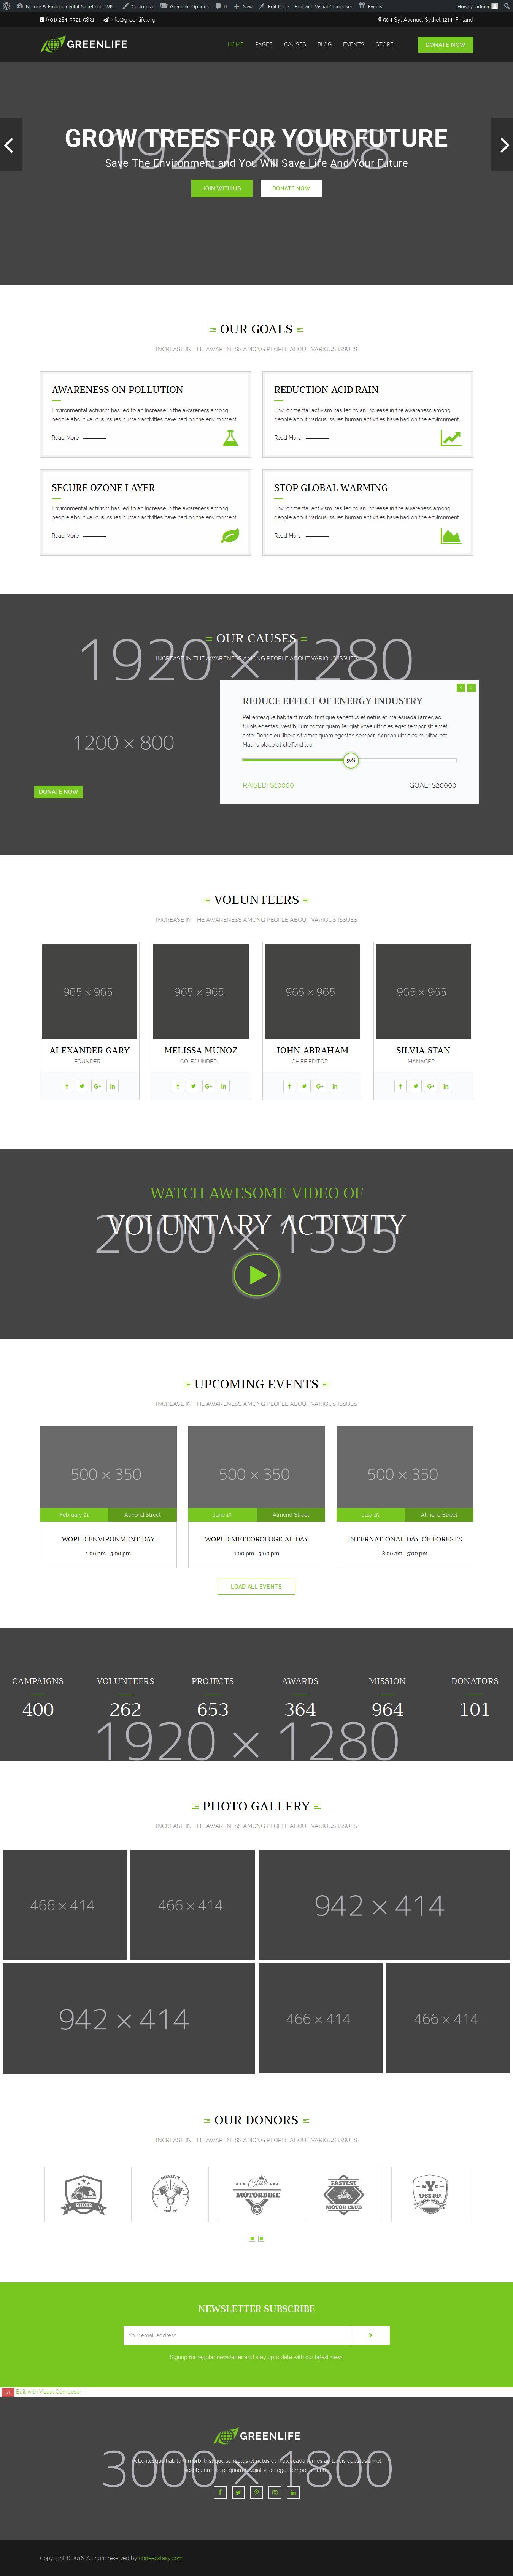 Nature & Environmental Non-Profit WP... Customize Greenlife Options 0 New Edit Page Edit with Visual Composer Events Howdy, admin
(+01) 284-5321-5831 info@greenlife.org 504 Syl Avenue, Sylhet 1214, Finland
GREENLIFE HOME PAGES CAUSES BLOG EVENTS STORE DONATE NOW
1920 × 998
GROW TREES FOR YOUR FUTURE
Save The Environment and You Will Save Life And Your Future
JOIN WITH US DONATE NOW
OUR GOALS
INCREASE IN THE AWARENESS AMONG PEOPLE ABOUT VARIOUS ISSUES
AWARENESS ON POLLUTION
Environmental activism has led to an increase in the awareness among
people about various issues human activities have had on the environment.
Read More
REDUCTION ACID RAIN
Environmental activism has led to an increase in the awareness among
people about various issues human activities have had on the environment.
Read More
SECURE OZONE LAYER
Environmental activism has led to an increase in the awareness among
people about various issues human activities have had on the environment.
Read More
STOP GLOBAL WARMING
Environmental activism has led to an increase in the awareness among
people about various issues human activities have had on the environment.
Read More
1920 × 1280
OUR CAUSES
INCREASE IN THE AWARENESS AMONG PEOPLE ABOUT VARIOUS ISSUES
1200 × 800
DONATE NOW
REDUCE EFFECT OF ENERGY INDUSTRY
Pellentesque habitant morbi tristique senectus et netus et malesuada fames ac
turpis egestas. Vestibulum tortor quam feugiat vitae ultricies eget tempor sit amet
ante. Donec eu libero sit amet quam egestas semper. Aenean ultricies mi vitae est.
Mauris placerat eleifend leo.
50%
RAISED: $10000 GOAL: $20000
VOLUNTEERS
INCREASE IN THE AWARENESS AMONG PEOPLE ABOUT VARIOUS ISSUES
965 × 965 965 × 965 965 × 965 965 × 965
ALEXANDER GARY MELISSA MUNOZ JOHN ABRAHAM SILVIA STAN
FOUNDER CO-FOUNDER CHIEF EDITOR MANAGER
WATCH AWESOME VIDEO OF
2000 × 1335
VOLUNTARY ACTIVITY
UPCOMING EVENTS
INCREASE IN THE AWARENESS AMONG PEOPLE ABOUT VARIOUS ISSUES
500 × 350 500 × 350 500 × 350
February 21 Almond Street June 15 Almond Street July 19 Almond Street
WORLD ENVIRONMENT DAY WORLD METEOROLOGICAL DAY INTERNATIONAL DAY OF FORESTS
1:00 pm - 3:00 pm 1:00 pm - 3:00 pm 8:00 am - 5:00 pm
- LOAD ALL EVENTS -
CAMPAIGNS VOLUNTEERS PROJECTS AWARDS MISSION DONATORS
400 262 653 364 964 101
1920 × 1280
PHOTO GALLERY
INCREASE IN THE AWARENESS AMONG PEOPLE ABOUT VARIOUS ISSUES
466 × 414 466 × 414 942 × 414
942 × 414 466 × 414 466 × 414
OUR DONORS
INCREASE IN THE AWARENESS AMONG PEOPLE ABOUT VARIOUS ISSUES
RIDER QUALITY Club MOTORBIKE FASTEST MOTOR CLUB NYC
NEWSLETTER SUBSCRIBE
Your email address
Signup for regular newsletter and stay upto date with our latest news
Edit Edit with Visual Composer
GREENLIFE
3000 × 1800
Pellentesque habitant morbi tristique senectus et netus et malesuada fames ac turpis egestas amet
vestibulum tortor quam feugiat vitae eget tempor sit ante.
Copyright © 2016. All right reserved by codeecstasy.com